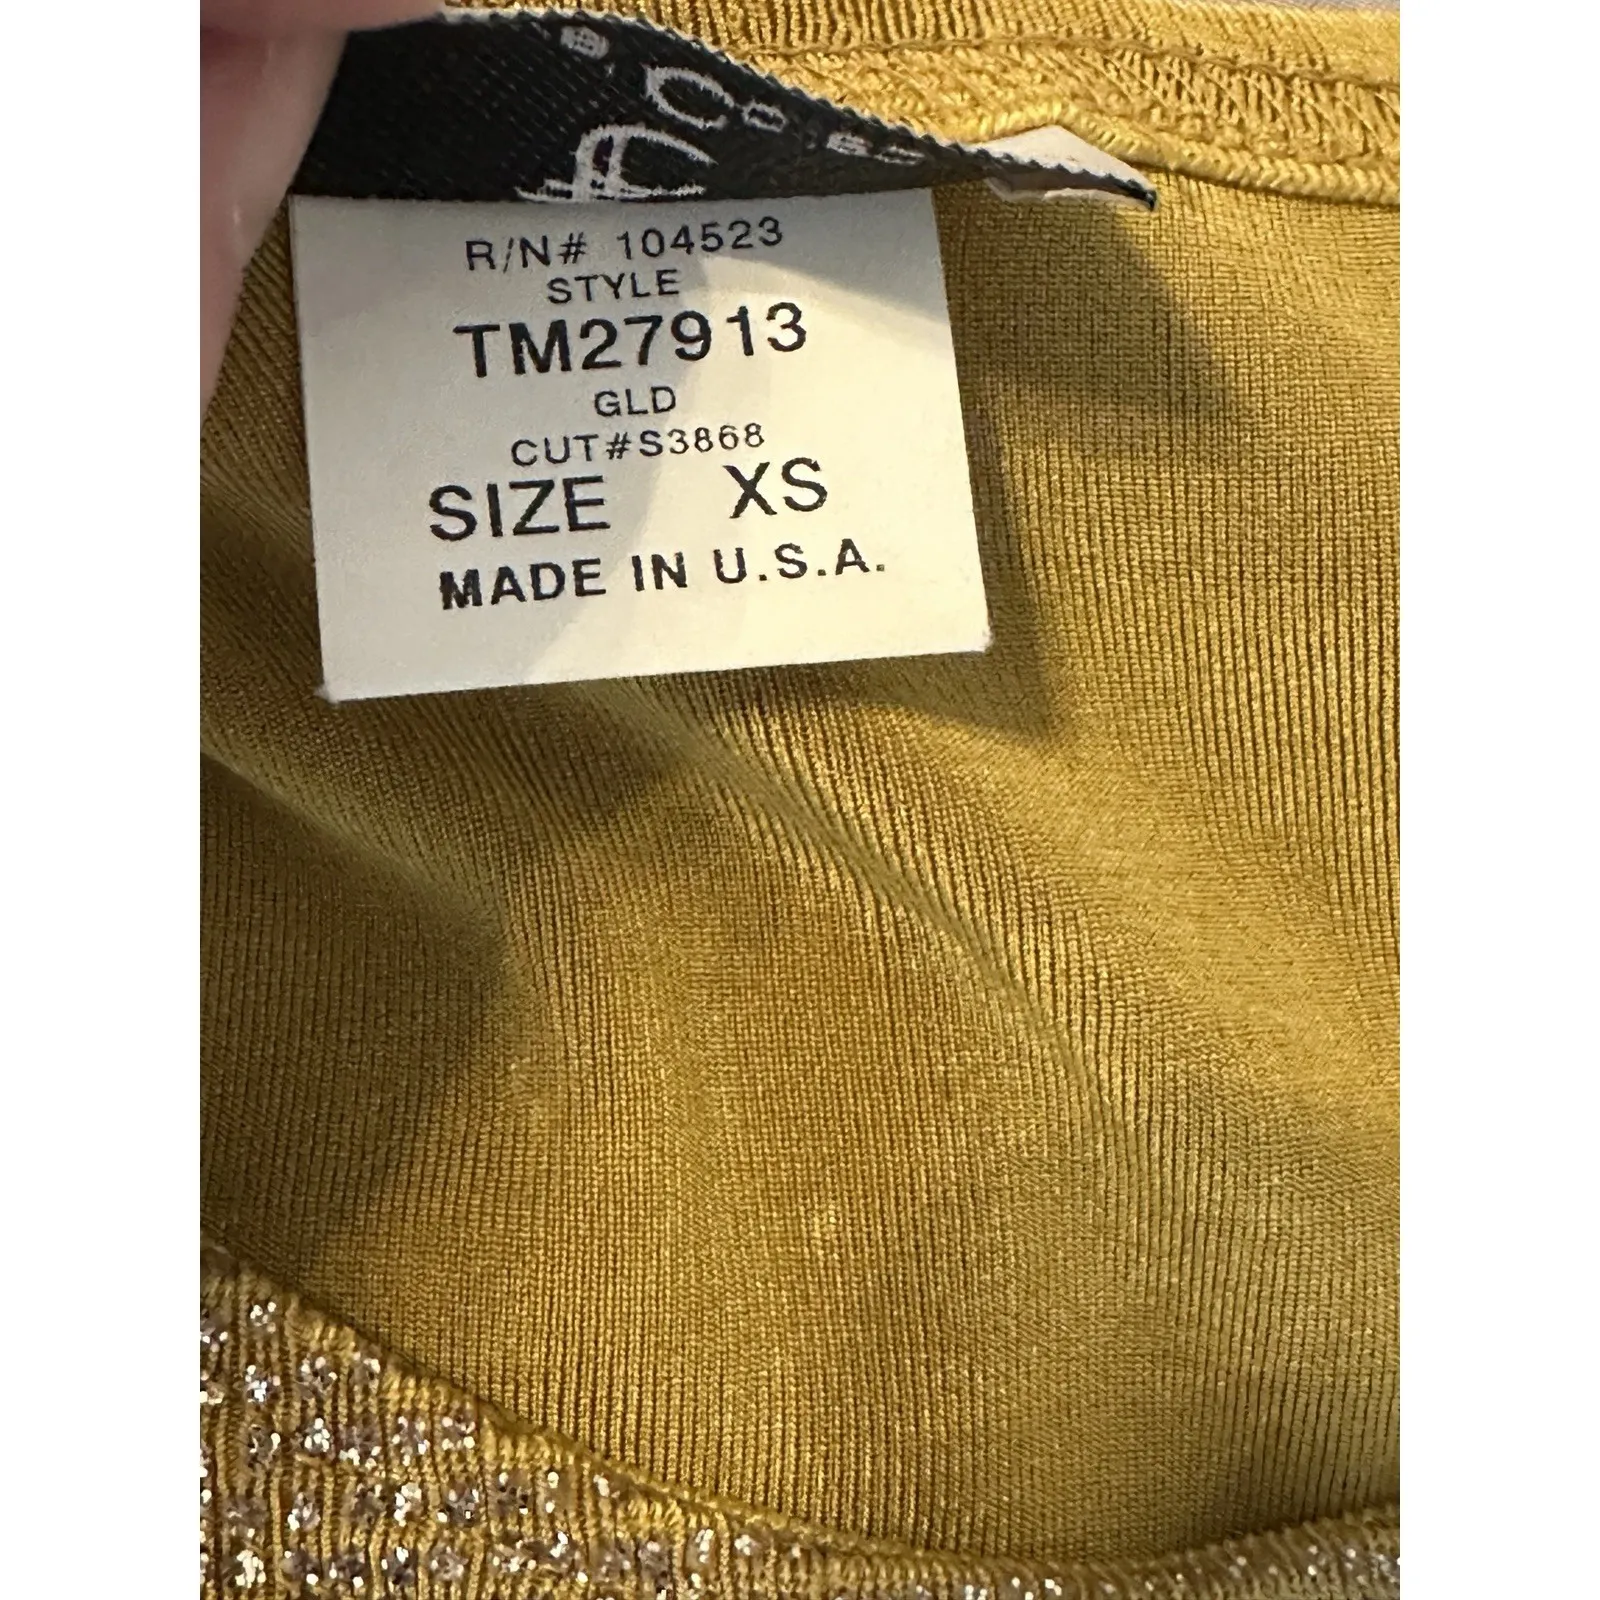 R/N# 104523
STYLE
TM27913
GLD
CUT#S3868
SIZE XS
MADE IN U.S.A.